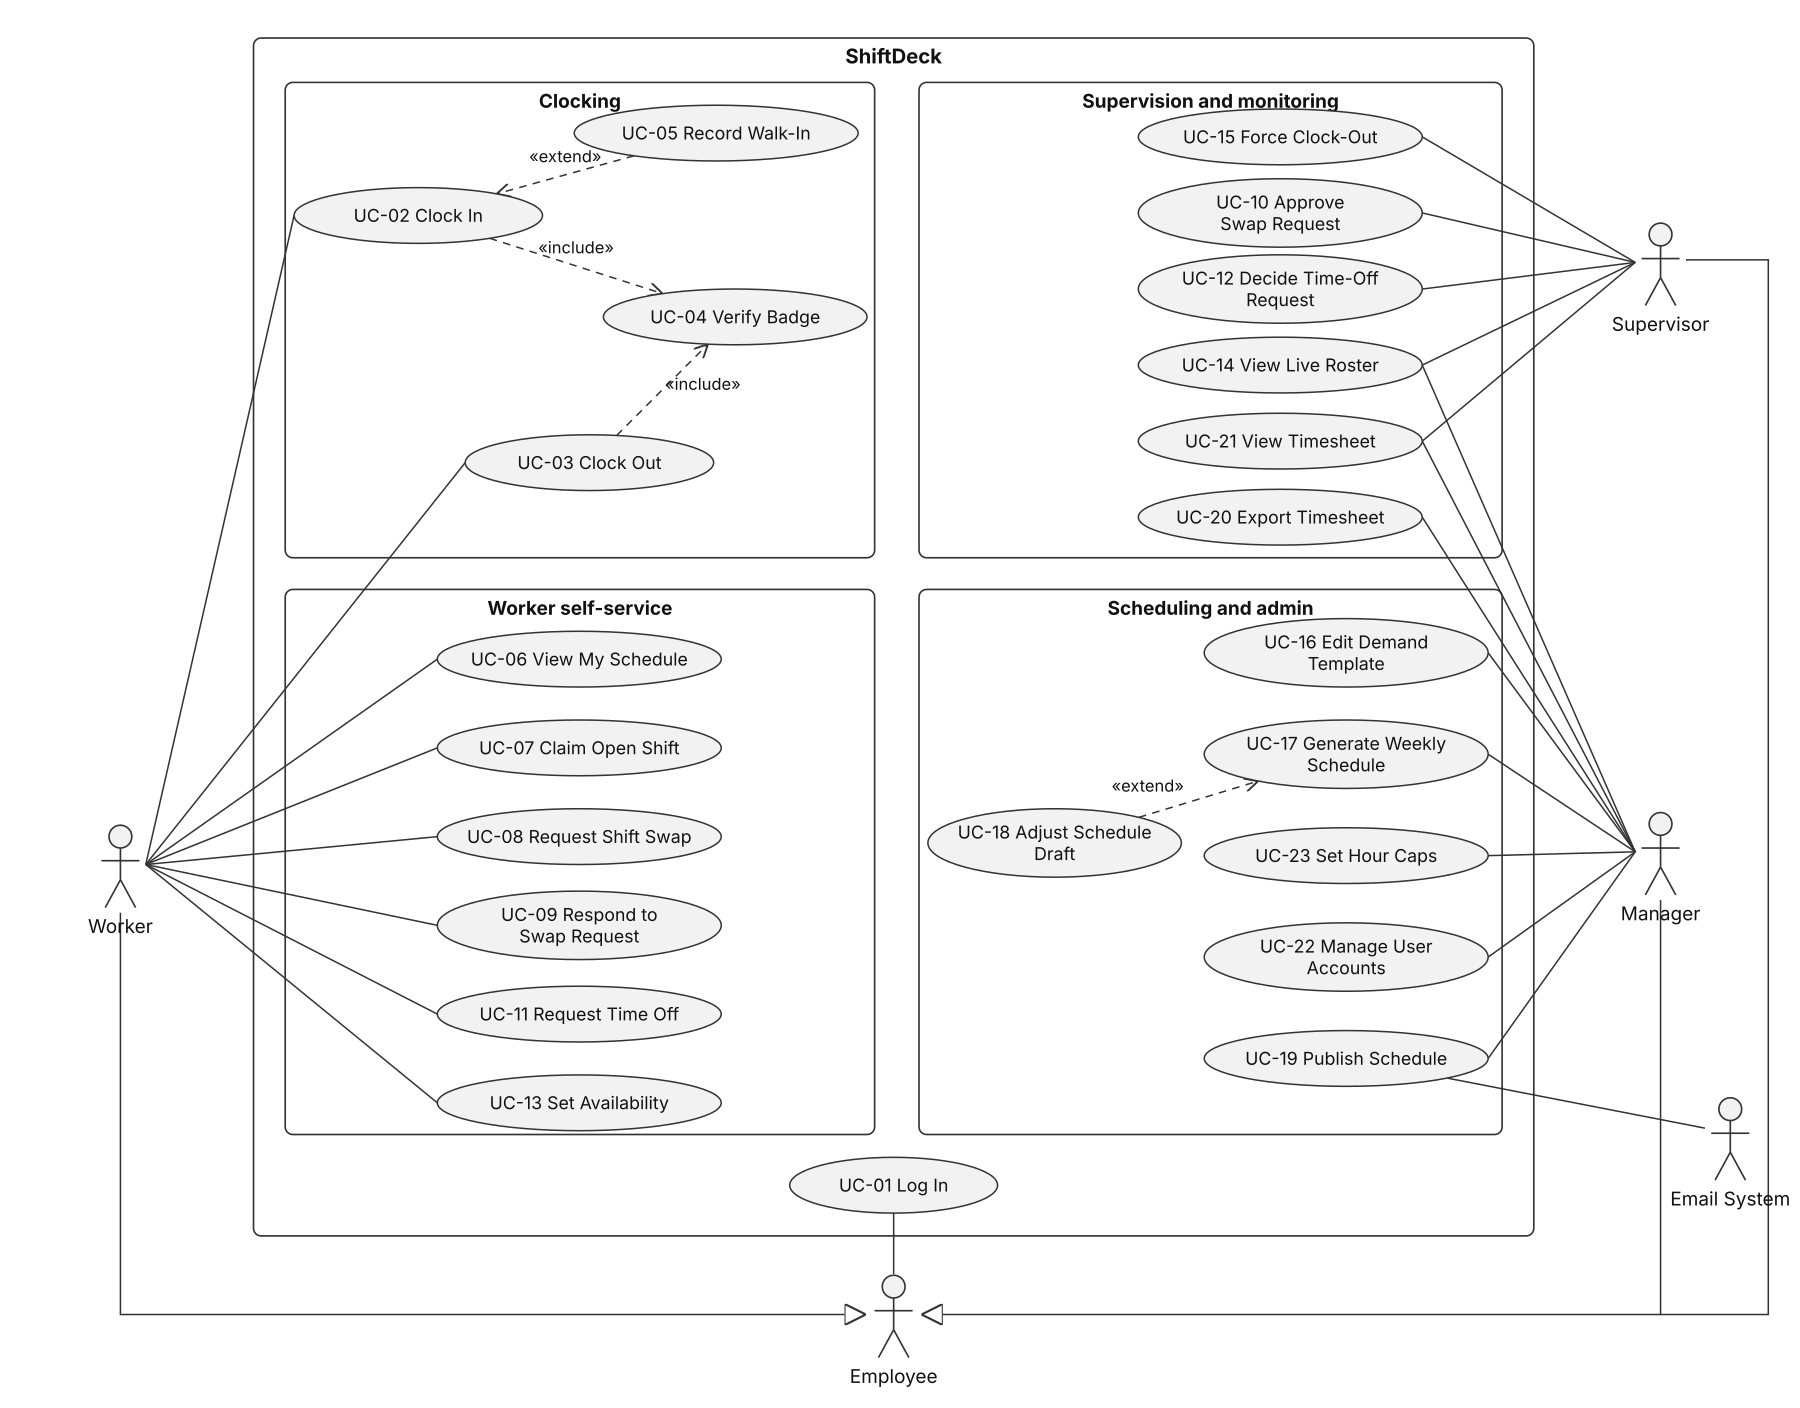 ShiftDeck
Clocking
UC-05 Record Walk-In
«extend»
UC-02 Clock In
«include»
UC-04 Verify Badge
«include»
UC-03 Clock Out
Supervision and monitoring
UC-15 Force Clock-Out
UC-10 Approve
Swap Request
UC-12 Decide Time-Off
Request
UC-14 View Live Roster
UC-21 View Timesheet
UC-20 Export Timesheet
Supervisor
Worker self-service
UC-06 View My Schedule
UC-07 Claim Open Shift
UC-08 Request Shift Swap
UC-09 Respond to
Swap Request
UC-11 Request Time Off
UC-13 Set Availability
Worker
Scheduling and admin
UC-16 Edit Demand
Template
UC-17 Generate Weekly
Schedule
«extend»
UC-18 Adjust Schedule
Draft
UC-23 Set Hour Caps
UC-22 Manage User
Accounts
UC-19 Publish Schedule
Manager
Email System
UC-01 Log In
Employee